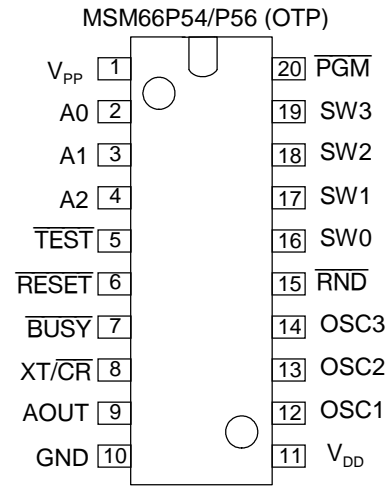 MSM66P54/P56 (OTP)
VPP 1 20 PGM
A0 2 19 SW3
A1 3 18 SW2
A2 4 17 SW1
TEST 5 16 SW0
RESET 6 15 RND
BUSY 7 14 OSC3
XT/CR 8 13 OSC2
AOUT 9 12 OSC1
GND 10 11 VDD